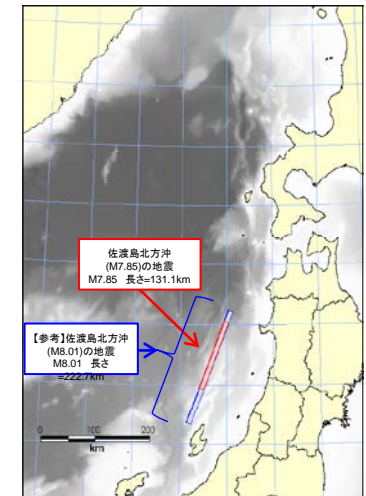 佐渡島北方沖
(M7.85)の地震
M7.85 長さ=131.1km
【参考】佐渡島北方沖
(M8.01)の地震
M8.01 長さ
=222.7km
0 100 200
km